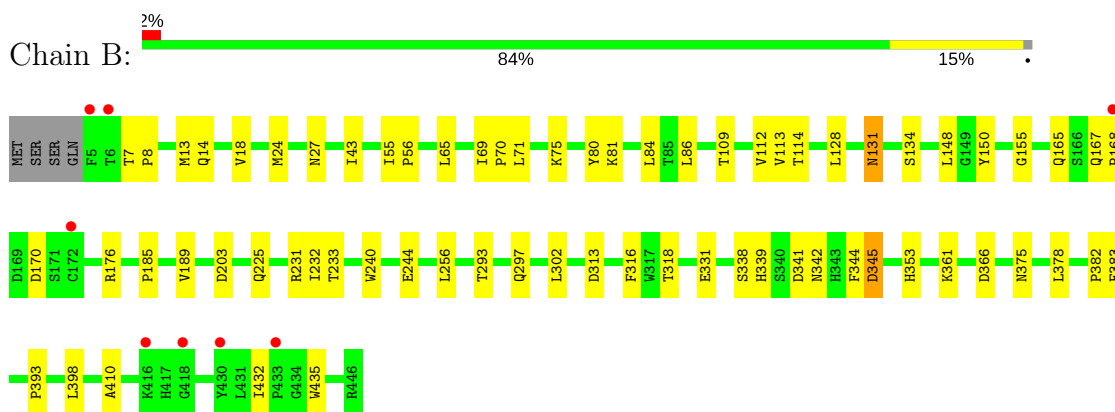 2%
Chain B:
84% 15% •
MET SER SER GLN F5 T6 T7 P8 M13 Q14 V18 M24 N27 I43 I55 P56 L65 I69 P70 L71 K75 Y80 K81 L84 T85 L86 T109 V112 V113 T114 L128 N131 S134 L148 G149 Y150 G155 Q165 S166 Q167
D169 D170 S171 C172 R176 P185 V189 D203 Q225 R231 I232 T233 W240 E244 L256 T293 Q297 L302 D313 F316 W317 T318 E331 S338 H339 S340 D341 N342 H343 F344 D345 H353 K361 D366 N375 L378 P382
P393 L398 A410 K416 H417 G418 Y430 L431 I432 P433 G434 W435 R446